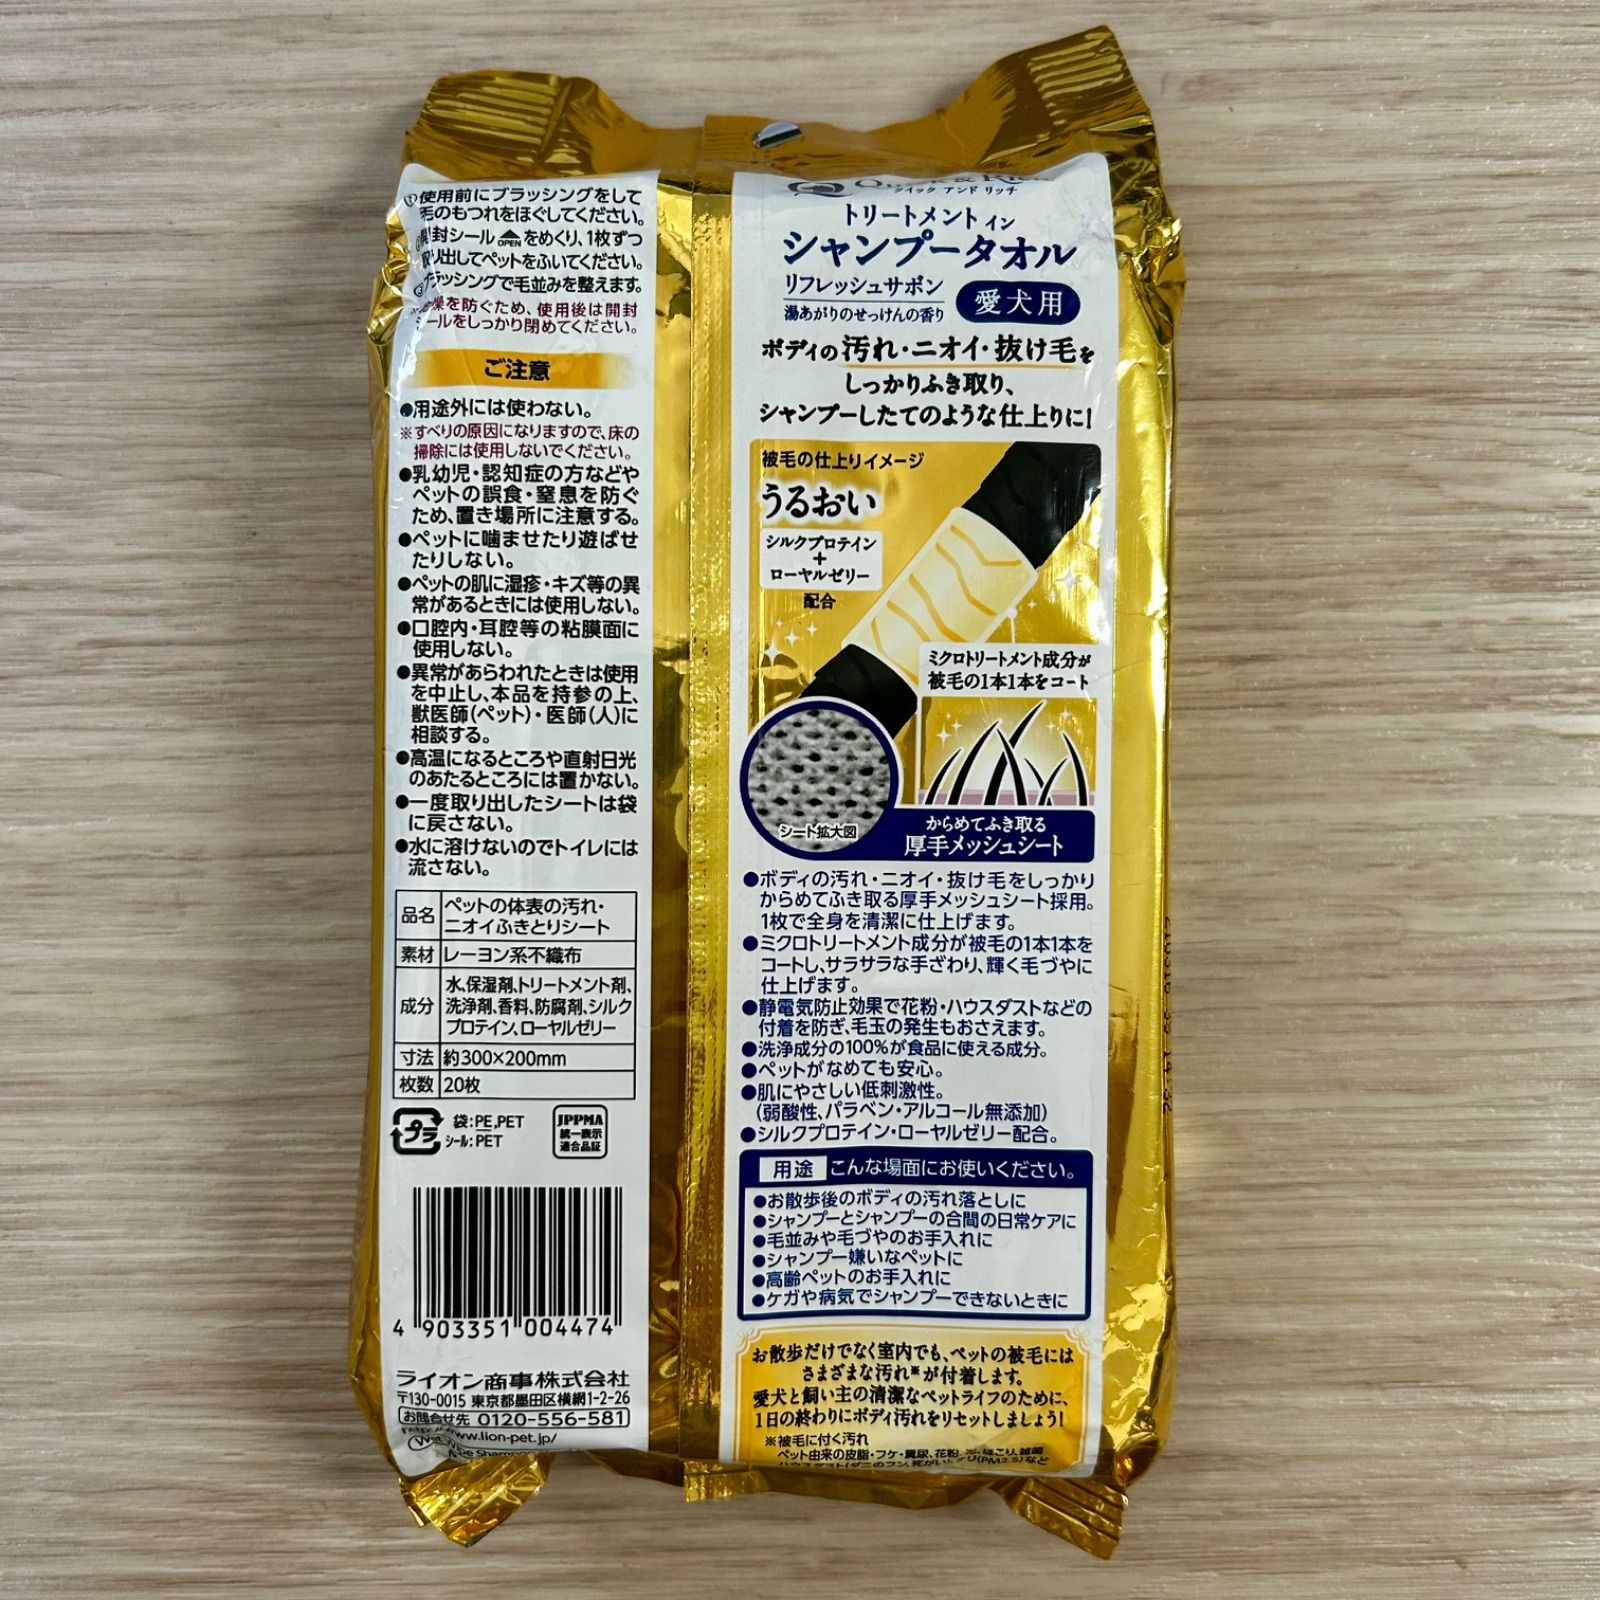 使用前にブラッシングをして
毛のもつれをほぐしてください。
封シール OPEN をめくり、1枚ずつ
取り出してペットをふいてください。
ブラッシングで毛並みを整えます。
燥を防ぐため、使用後は開封
シールをしっかり閉めてください。
ご注意
●用途外には使わない。
※すべりの原因になりますので、床の
掃除には使用しないでください。
●乳幼児・認知症の方などや
ペットの誤食・窒息を防ぐ
ため、置き場所に注意する。
●ペットに噛ませたり遊ばせ
たりしない。
●ペットの肌に湿疹・キズ等の異
常があるときには使用しない。
●口腔内・耳腔等の粘膜面に
使用しない。
●異常があらわれたときは使用
を中止し、本品を持参の上、
獣医師(ペット)・医師(人)に
相談する。
●高温になるところや直射日光
のあたるところには置かない。
●一度取り出したシートは袋
に戻さない。
●水に溶けないのでトイレには
流さない。
品名 ペットの体表の汚れ・
ニオイふきとりシート
素材 レーヨン系不織布
成分 水、保湿剤、トリートメント剤、
洗浄剤、香料、防腐剤、シルク
プロテイン、ローヤルゼリー
寸法 約300×200mm
枚数 20枚
プラ 袋:PE,PET
シール:PET
JPPMA
統一表示
適合品証
4 903351 004474
ライオン商事株式会社
〒130-0015 東京都墨田区横網1-2-26
お問合せ先 0120-556-581
http://www.lion-pet.jp/
クイック アンド リッチ
トリートメント イン
シャンプータオル
リフレッシュサボン
湯あがりのせっけんの香り
愛犬用
ボディの汚れ・ニオイ・抜け毛を
しっかりふき取り、
シャンプーしたてのような仕上りに!
被毛の仕上りイメージ
うるおい
シルクプロテイン
+
ローヤルゼリー
配合
ミクロトリートメント成分が
被毛の1本1本をコート
シート拡大図
からめてふき取る
厚手メッシュシート
●ボディの汚れ・ニオイ・抜け毛をしっかり
からめてふき取る厚手メッシュシート採用。
1枚で全身を清潔に仕上げます。
●ミクロトリートメント成分が被毛の1本1本を
コートし、サラサラな手ざわり、輝く毛づやに
仕上げます。
●静電気防止効果で花粉・ハウスダストなどの
付着を防ぎ、毛玉の発生もおさえます。
●洗浄成分の100%が食品に使える成分。
●ペットがなめても安心。
●肌にやさしい低刺激性。
(弱酸性、パラベン・アルコール無添加)
●シルクプロテイン・ローヤルゼリー配合。
用途 こんな場面にお使いください。
●お散歩後のボディの汚れ落としに
●シャンプーとシャンプーの合間の日常ケアに
●毛並みや毛づやのお手入れに
●シャンプー嫌いなペットに
●高齢ペットのお手入れに
●ケガや病気でシャンプーできないときに
お散歩だけでなく室内でも、ペットの被毛には
さまざまな汚れ※が付着します。
愛犬と飼い主の清潔なペットライフのために、
1日の終わりにボディ汚れをリセットしましょう!
※被毛に付く汚れ
ペット由来の皮脂・フケ・糞尿、花粉、